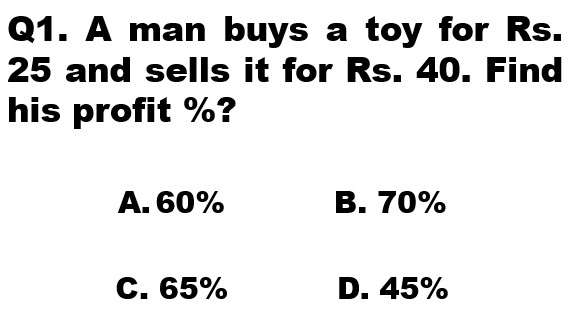 Q1. A man buys a toy for Rs.
25 and sells it for Rs. 40. Find
his profit %?
A. 60% B. 70%
C. 65% D. 45%